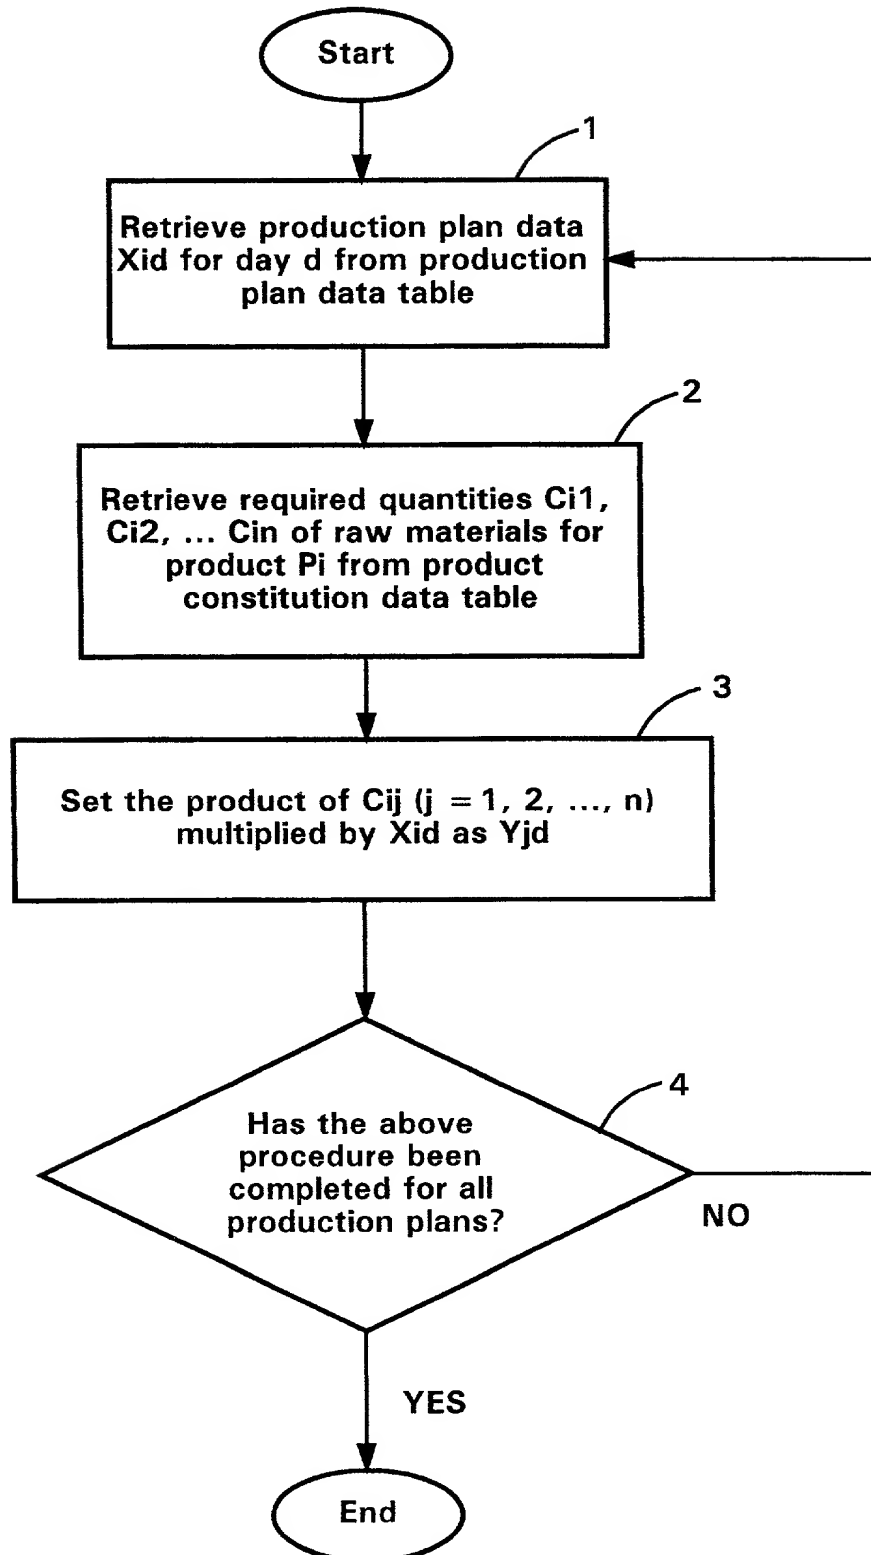 Start
1
Retrieve production plan data
Xid for day d from production
plan data table
2
Retrieve required quantities Ci1,
Ci2, ... Cin of raw materials for
product Pi from product
constitution data table
3
Set the product of Cij (j = 1, 2, ..., n)
multiplied by Xid as Yjd
4
Has the above
procedure been
completed for all
production plans?
NO
YES
End